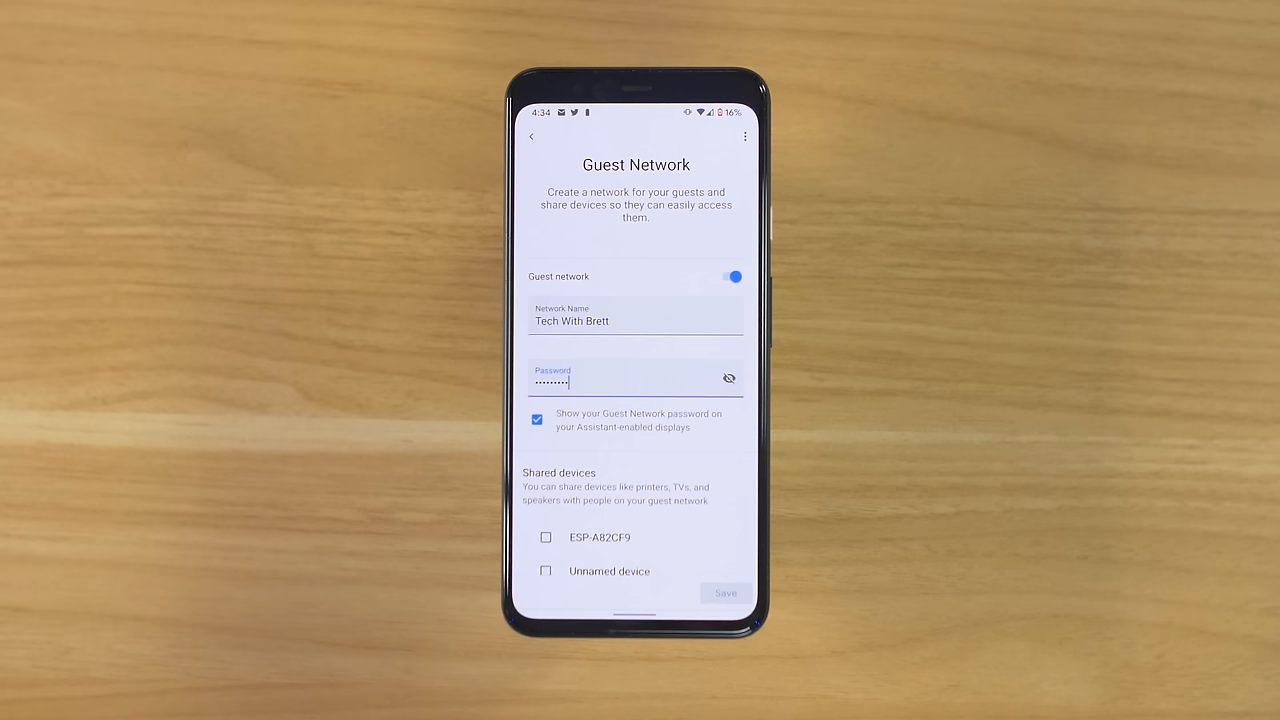 4:34 16%
Guest Network
Create a network for your guests and
share devices so they can easily access
them.
Guest network
Network Name
Tech With Brett
Password
•••••••••
Show your Guest Network password on
your Assistant-enabled displays
Shared devices
You can share devices like printers, TVs, and
speakers with people on your guest network
ESP-A82CF9
Unnamed device
Save